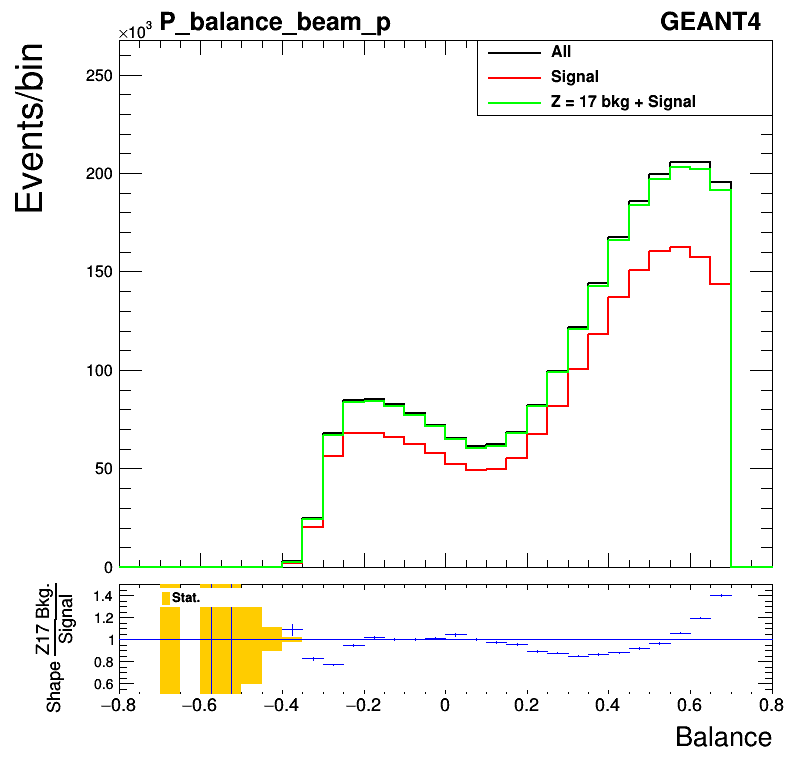 ×10³ P_balance_beam_p GEANT4
Events/bin
All
Signal
Z = 17 bkg + Signal
250
200
150
100
50
0
Shape Z17 Bkg. / Signal
Stat.
1.4
1.2
1
0.8
0.6
−0.8 −0.6 −0.4 −0.2 0 0.2 0.4 0.6 0.8
Balance